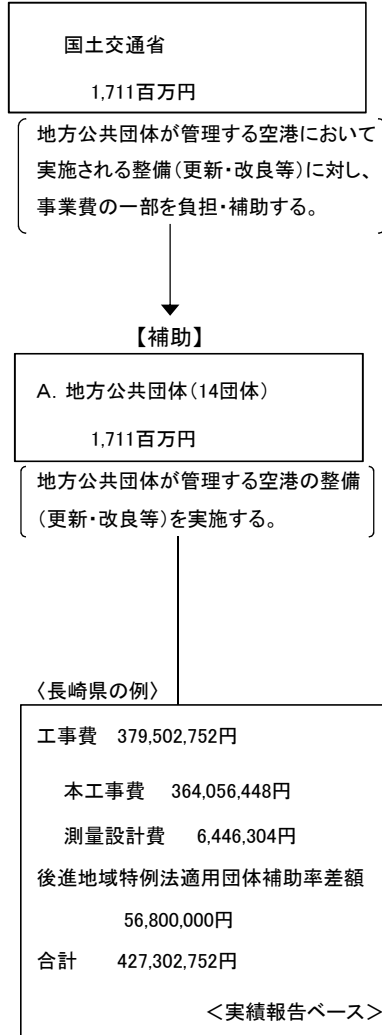 国土交通省
1,711百万円
地方公共団体が管理する空港において
実施される整備(更新・改良等)に対し、
事業費の一部を負担・補助する。
【補助】
A. 地方公共団体(14団体)
1,711百万円
地方公共団体が管理する空港の整備
(更新・改良等)を実施する。
〈長崎県の例〉
工事費 379,502,752円
本工事費 364,056,448円
測量設計費 6,446,304円
後進地域特例法適用団体補助率差額
56,800,000円
合計 427,302,752円
<実績報告ベース>